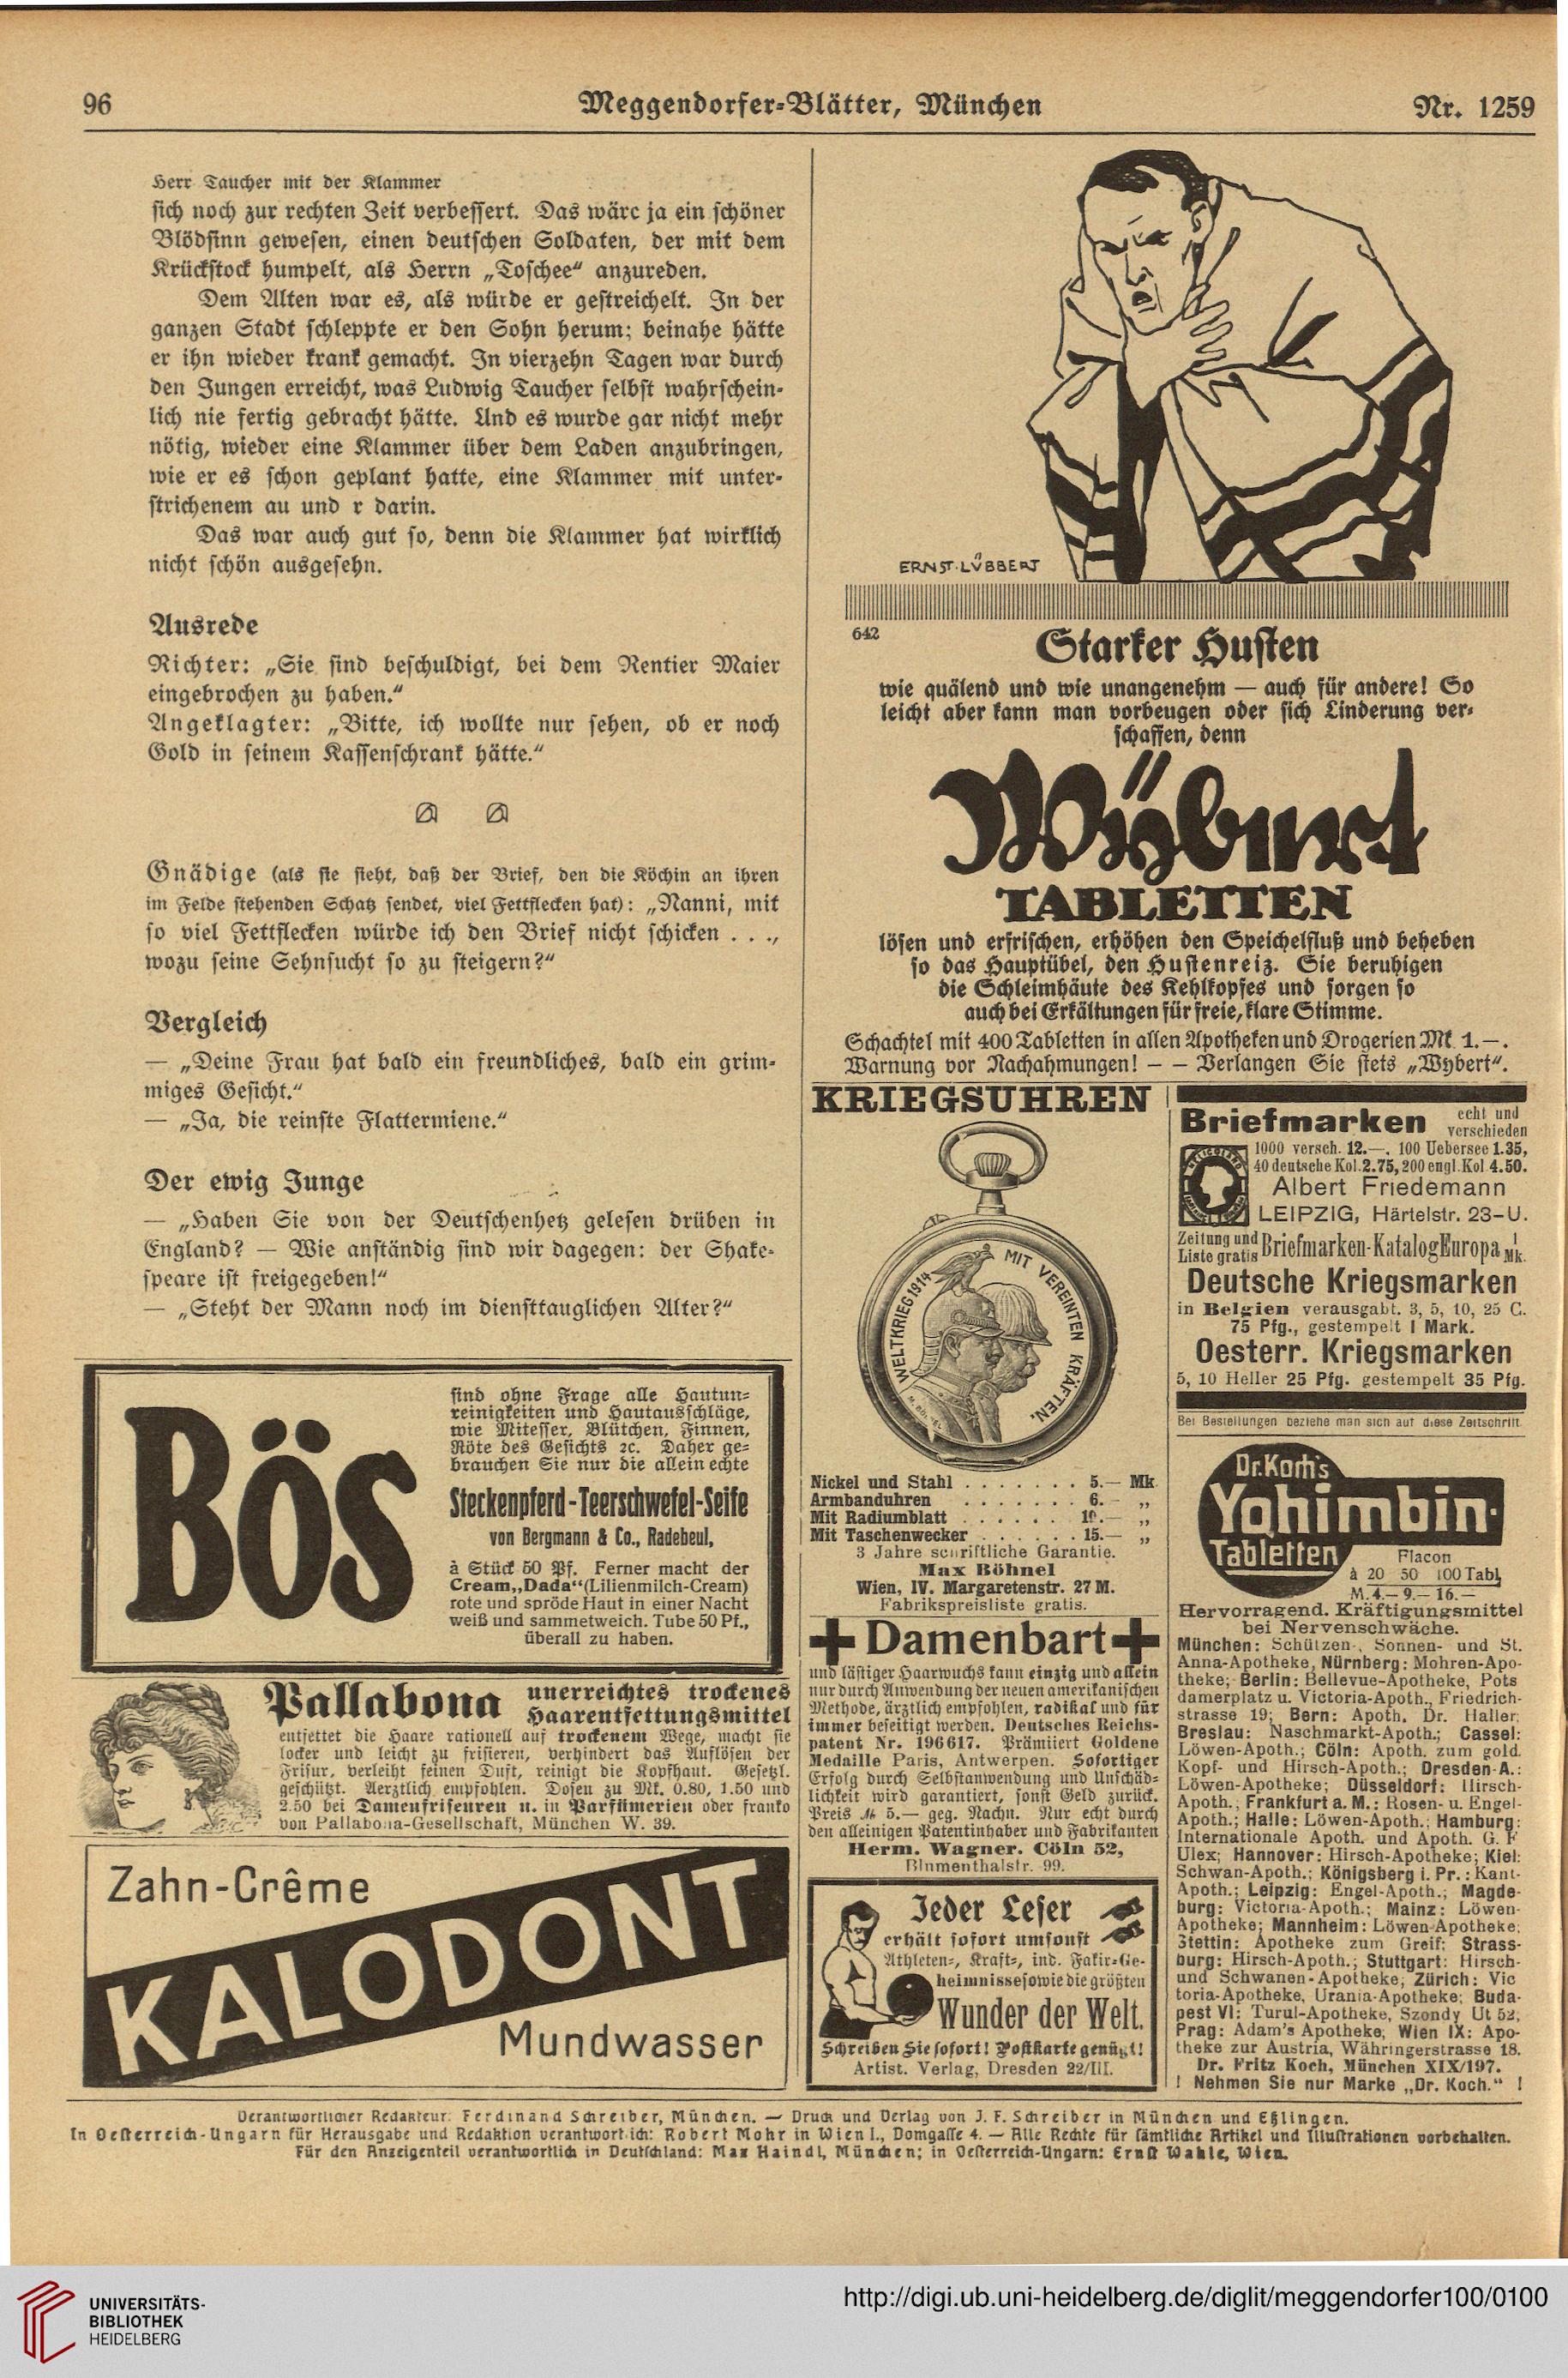 96
Meggendorfer-Blätter, München
Nr. 1259
Herr Taucher mit der Klammer
sich noch zur rechten Zeit verbessert. Das wäre ja ein schöner
Blödsinn gewesen, einen deutschen Soldaten, der mit dem
Krückstock humpelt, als Herrn „Toschee“ anzureden.
Dem Alten war es, als würde er gestreichelt. In der
ganzen Stadt schleppte er den Sohn herum; beinahe hätte
er ihn wieder krank gemacht. In vierzehn Tagen war durch
den Jungen erreicht, was Ludwig Taucher selbst wahrschein-
lich nie fertig gebracht hätte. Und es wurde gar nicht mehr
nötig, wieder eine Klammer über dem Laden anzubringen,
wie er es schon geplant hatte, eine Klammer mit unter-
strichenem au und r darin.
Das war auch gut so, denn die Klammer hat wirklich
nicht schön ausgesehn.
Ausrede
Richter: „Sie sind beschuldigt, bei dem Rentier Maier
eingebrochen zu haben.“
Angeklagter: „Bitte, ich wollte nur sehen, ob er noch
Gold in seinem Kassenschrank hätte.“
Gnädige (als sie sieht, daß der Brief, den die Köchin an ihren
im Felde stehenden Schatz sendet, viel Fettflecken hat): „Nanni, mit
so viel Fettflecken würde ich den Brief nicht schicken . . .,
wozu seine Sehnsucht so zu steigern?“
Vergleich
— „Deine Frau hat bald ein freundliches, bald ein grim-
miges Gesicht.“
— „Ja, die reinste Flattermiene.“
Der ewig Junge
— „Haben Sie von der Deutschenhetz gelesen drüben in
England? — Wie anständig sind wir dagegen: der Shake-
speare ist freigegeben!“
— „Steht der Mann noch im diensttauglichen Alter?“
BÖS
sind ohne Frage alle Hautun-
reinigkeiten und Hautausschläge,
wie Mitesser, Blütchen, Finnen,
Röte des Gesichts ꝛc. Daher ge-
brauchen Sie nur die allein echte
Steckenpferd-Teerschwefel-Seife
von Bergmann & Co., Radebeul,
à Stück 50 Pf. Ferner macht der
Cream„Dada“(Lilienmilch-Cream)
rote und spröde Haut in einer Nacht
weiß und sammetweich. Tube 50 Pf.,
überall zu haben.
Pallabona unerreichtes trockenes
Haarentfettungsmittel
entfettet die Haare rationell auf trockenem Wege, macht sie
locker und leicht zu frisieren, verhindert das Auflösen der
Frisur, verleiht feinen Duft, reinigt die Kopfhaut. Gesetzl.
geschützt. Aerztlich empfohlen. Dosen zu Mk. 0.80, 1.50 und
2.50 bei Damenfriseuren u. in Parfümerien oder franko
von Pallabona-Gesellschaft, München W. 39.
Zahn-Crême
KALODONT
Mundwasser
ERNST·LÜBBERT
642
Starker Husten
wie quälend und wie unangenehm — auch für andere! So
leicht aber kann man vorbeugen oder sich Linderung ver-
schaffen, denn
Wybert
TABLETTEN
lösen und erfrischen, erhöhen den Speichelfluß und beheben
so das Hauptübel, den Hustenreiz. Sie beruhigen
die Schleimhäute des Kehlkopfes und sorgen so
auch bei Erkältungen für freie, klare Stimme.
Schachtel mit 400 Tabletten in allen Apotheken und Drogerien Mk. 1.—.
Warnung vor Nachahmungen! — — Verlangen Sie stets „Wybert“.
KRIEGSUHREN
WELTKRIEG 1914 MIT VEREINTEN KRÄFTEN.
Nickel und Stahl . . . . . . . 5.— Mk.
Armbanduhren . . . . . . . 6.— „
Mit Radiumblatt . . . . . . 10.— „
Mit Taschenwecker . . . . . . 15.— „
3 Jahre schriftliche Garantie.
Max Böhnel
Wien, IV. Margaretenstr. 27 M.
Fabrikspreisliste gratis.
Damenbart
und lästiger Haarwuchs kann einzig und allein
nur durch Anwendung der neuen amerikanischen
Methode, ärztlich empfohlen, radikal und für
immer beseitigt werden. Deutsches Reichs-
patent Nr. 196617. Prämiiert Goldene
Medaille Paris, Antwerpen. Sofortiger
Erfolg durch Selbstanwendung und Unschäd-
lichkeit wird garantiert, sonst Geld zurück.
Preis ℳ 5.— geg. Nachn. Nur echt durch
den alleinigen Patentinhaber und Fabrikanten
Herm. Wagner. Cöln 52,
Blumenthalstr. 99.
Jeder Leser
erhält sofort umsonst
Athleten-, Kraft-, ind. Fakir-Ge-
heimnisse sowie die größten
Wunder der Welt.
Schreiben Sie sofort! Postkarte genügt!
Artist. Verlag, Dresden 22/III.
Briefmarken echt und
verschieden
HELIGOLAND
1000 versch. 12.—. 100 Uebersee 1.35,
40 deutsche Kol. 2.75, 200 engl. Kol 4.50.
Albert Friedemann
LEIPZIG, Härtelstr. 23-U.
Zeitung und
Liste gratis Briefmarken-Katalog Europa 1 Mk.
Deutsche Kriegsmarken
in Belgien verausgabt. 3, 5, 10, 25 C.
75 Pfg., gestempelt 1 Mark.
Oesterr. Kriegsmarken
5, 10 Heller 25 Pfg. gestempelt 35 Pfg.
Bei Bestellungen beziehe man sich auf diese Zeitschrift
Dr. Koch's
Yohimbin-
Tabletten
Flacon
à 20 50 100 Tabl
M. 4.— 9.— 16.—
Hervorragend. Kräftigungsmittel
bei Nervenschwäche.
München: Schützen-, Sonnen- und St.
Anna-Apotheke, Nürnberg: Mohren-Apo-
theke; Berlin: Bellevue-Apotheke, Pots
damerplatz u. Victoria-Apoth., Friedrich-
strasse 19; Bern: Apoth. Dr. Haller;
Breslau: Naschmarkt-Apoth.; Cassel:
Löwen-Apoth.; Cöln: Apoth. zum gold.
Kopf- und Hirsch-Apoth.; Dresden-A.:
Löwen-Apotheke; Düsseldorf: Hirsch-
Apoth.; Frankfurt a. M.: Rosen- u. Engel-
Apoth.; Halle: Löwen-Apoth.; Hamburg:
Internationale Apoth. und Apoth. G. F
Ulex; Hannover: Hirsch-Apotheke; Kiel:
Schwan-Apoth.; Königsberg i. Pr.: Kant-
Apoth.; Leipzig: Engel-Apoth.; Magde-
burg: Victoria-Apoth.; Mainz: Löwen-
Apotheke; Mannheim: Löwen-Apotheke;
Stettin: Apotheke zum Greif; Strass-
burg: Hirsch-Apoth.; Stuttgart: Hirsch-
und Schwanen-Apotheke; Zürich: Vic
toria-Apotheke, Urania-Apotheke; Buda-
pest VI: Turul-Apotheke, Szondy Ut 52;
Prag: Adam's Apotheke; Wien IX: Apo-
theke zur Austria, Währingerstrasse 18.
Dr. Fritz Koch, München XIX/197.
! Nehmen Sie nur Marke „Dr. Koch.“ !
Verantwortlicher Redakteur: Ferdinand Schreiber, München. — Druck und Verlag von J. F. Schreiber in München und Eßlingen.
In Oesterreich-Ungarn für Herausgabe und Redaktion verantwortlich: Robert Mohr in Wien I., Domgasse 4. — Alle Rechte für sämtliche Artikel und Illustrationen vorbehalten.
Für den Anzeigenteil verantwortlich in Deutschland: Max Haindl, München; in Oesterreich-Ungarn: Ernst Wahle, Wien.
UNIVERSITÄTS-
BIBLIOTHEK
HEIDELBERG
http://digi.ub.uni-heidelberg.de/diglit/meggendorfer100/0100